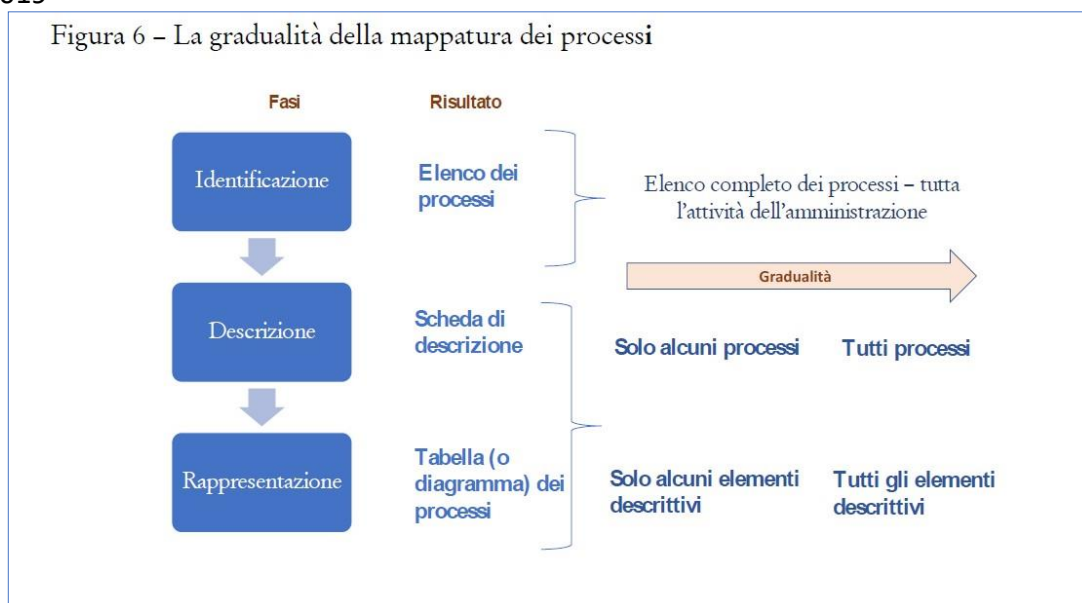 Figura 6 – La gradualità della mappatura dei processi
Fasi
Risultato
Identificazione
Elenco dei
processi
Elenco completo dei processi – tutta
l'attività dell'amministrazione
Gradualità
Descrizione
Scheda di
descrizione
Solo alcuni processi
Tutti processi
Rappresentazione
Tabella (o
diagramma) dei
processi
Solo alcuni elementi
descrittivi
Tutti gli elementi
descrittivi